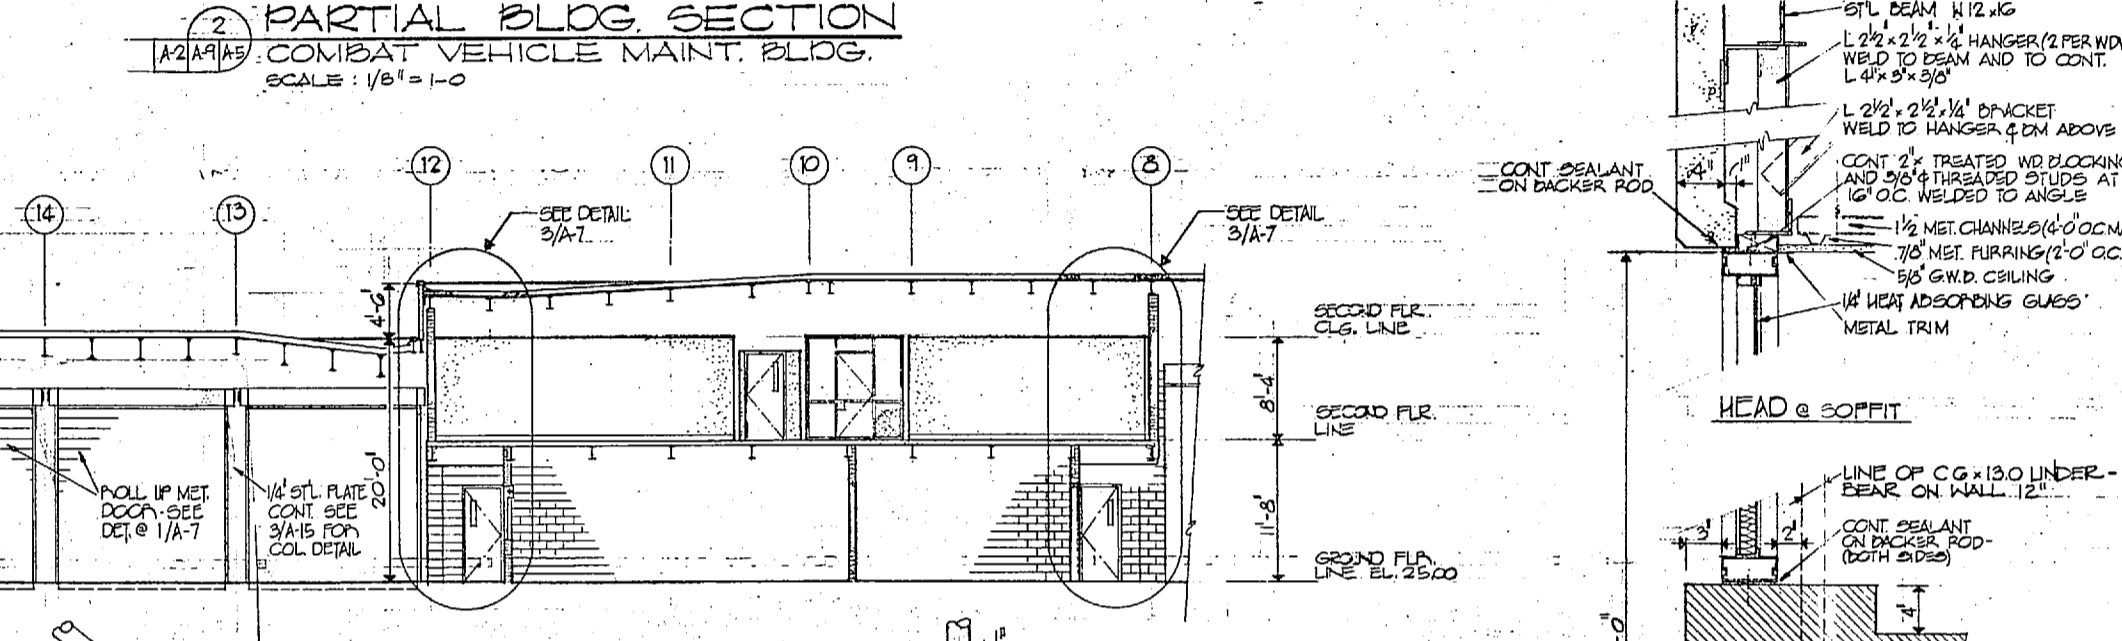 2
PARTIAL BLDG. SECTION
A-2 A-9 A-5
COMBAT VEHICLE MAINT. BLDG.
SCALE : 1/8" = 1-0
14
13
12
11
10
9
8
SEE DETAIL
3/A-7
SEE DETAIL
3/A-7
4'-6"
20'-0"
ROLL UP MET.
DOOR - SEE
DET. @ 1/A-7
1/4" STL. PLATE
CONT. SEE
3/A-15 FOR
COL. DETAIL
SECOND FLR.
CLG. LINE
8'-4"
SECOND FLR.
LINE
11'-8"
GROUND FLR.
LINE EL. 25.00
STL BEAM W12 x16
L 2½ x 2½ x ¼" HANGER (2 PER WDW
WELD TO BEAM AND TO CONT.
L 4" x 3" x 3/8"
L 2½" x 2½" x ¼" BRACKET
WELD TO HANGER & BM ABOVE
CONT. SEALANT
ON BACKER ROD
4"
1"
CONT 2"x TREATED WD. BLOCKING
AND 3/8" ϕ THREADED STUDS AT
16" O.C. WELDED TO ANGLE
1½ MET. CHANNELS (4'-0" O.C. MA
7/8" MET. FURRING (2'-0" O.C.
5/8" G.W.B. CEILING
1/4" HEAT ABSORBING GLASS
METAL TRIM
HEAD @ SOFFIT
LINE OF C 6 x 13.0 UNDER -
BEAR ON WALL 12"
3"
2"
CONT. SEALANT
ON BACKER ROD -
(BOTH SIDES)
4"